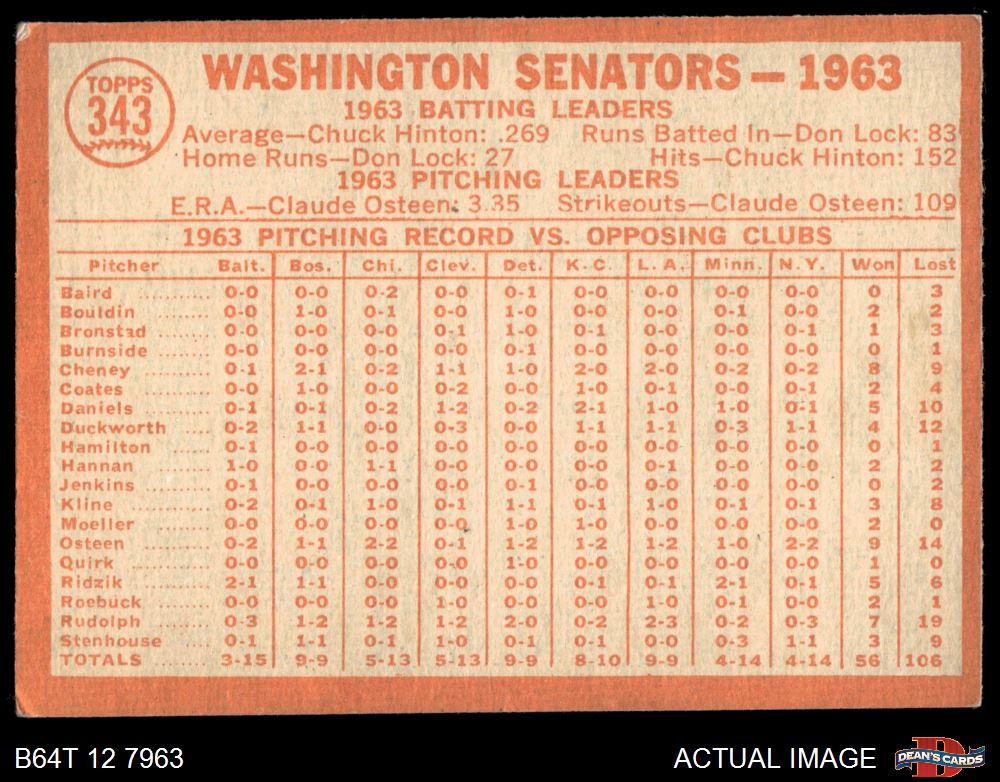 WASHINGTON SENATORS — 1963
TOPPS
343
1963 BATTING LEADERS
Average—Chuck Hinton: .269 Runs Batted In—Don Lock: 83
Home Runs—Don Lock: 27 Hits—Chuck Hinton: 152
1963 PITCHING LEADERS
E.R.A.—Claude Osteen: 3.35 Strikeouts—Claude Osteen: 109
1963 PITCHING RECORD VS. OPPOSING CLUBS
Pitcher Balt. Bos. Chi. Clev. Det. K.C. L.A. Minn. N.Y. Won Lost
Baird .......... 0-0 0-0 0-2 0-0 0-1 0-0 0-0 0-0 0-0 0 3
Bouldin ....... 0-0 1-0 0-1 0-0 1-0 0-0 0-0 0-1 0-0 2 2
Bronstad ....... 0-0 0-0 0-0 0-1 1-0 0-1 0-0 0-0 0-1 1 3
Burnside ....... 0-0 0-0 0-0 0-0 0-1 0-0 0-0 0-0 0-0 0 1
Cheney ......... 0-1 2-1 0-2 1-1 1-0 2-0 2-0 0-2 0-2 8 9
Coates ......... 0-0 1-0 0-0 0-2 0-0 1-0 0-1 0-0 0-1 2 4
Daniels ........ 0-1 0-1 0-2 1-2 0-2 2-1 1-0 1-0 0-1 5 10
Duckworth .... 0-2 1-1 0-0 0-3 0-0 1-1 1-1 0-3 1-1 4 12
Hamilton ....... 0-1 0-0 0-0 0-0 0-0 0-0 0-0 0-0 0-0 0 1
Hannan ........ 1-0 0-0 1-1 0-0 0-0 0-0 0-1 0-0 0-0 2 2
Jenkins ........ 0-1 0-0 0-0 0-0 0-1 0-0 0-0 0-0 0-0 0 2
Kline .......... 0-2 0-1 1-0 0-1 1-1 0-1 1-0 0-1 0-1 3 8
Moeller ........ 0-0 0-0 0-0 0-0 1-0 1-0 0-0 0-0 0-0 2 0
Osteen ......... 0-2 1-1 2-2 0-1 1-2 1-2 1-2 1-0 2-2 9 14
Quirk .......... 0-0 0-0 0-0 0-0 1-0 0-0 0-0 0-0 0-0 1 0
Ridzik ......... 2-1 1-1 0-0 0-0 0-0 0-1 0-1 2-1 0-1 5 6
Roebuck ........ 0-0 0-0 0-0 1-0 0-0 0-0 1-0 0-1 0-0 2 1
Rudolph ........ 0-3 1-2 1-2 1-2 2-0 0-2 2-3 0-2 0-3 7 19
Stenhouse ..... 0-1 1-1 0-1 1-0 0-1 0-1 0-0 0-3 1-1 3 9
TOTALS ........ 3-15 9-9 5-13 5-13 9-9 8-10 9-9 4-14 4-14 56 106
B64T 12 7963
ACTUAL IMAGE
D
DEAN'S CARDS